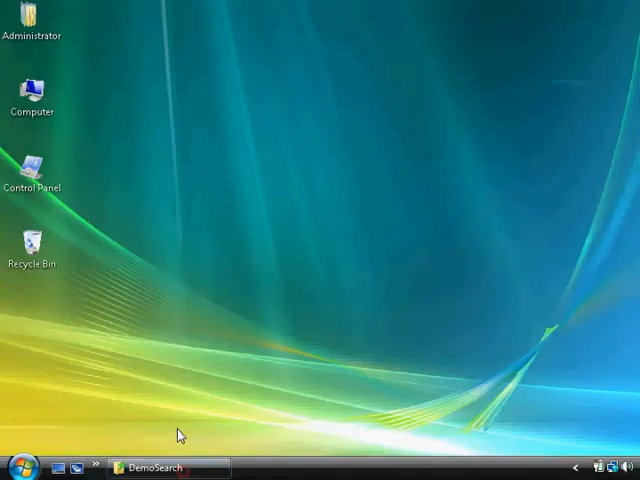 Administrator
Computer
Control Panel
Recycle Bin
DemoSearch